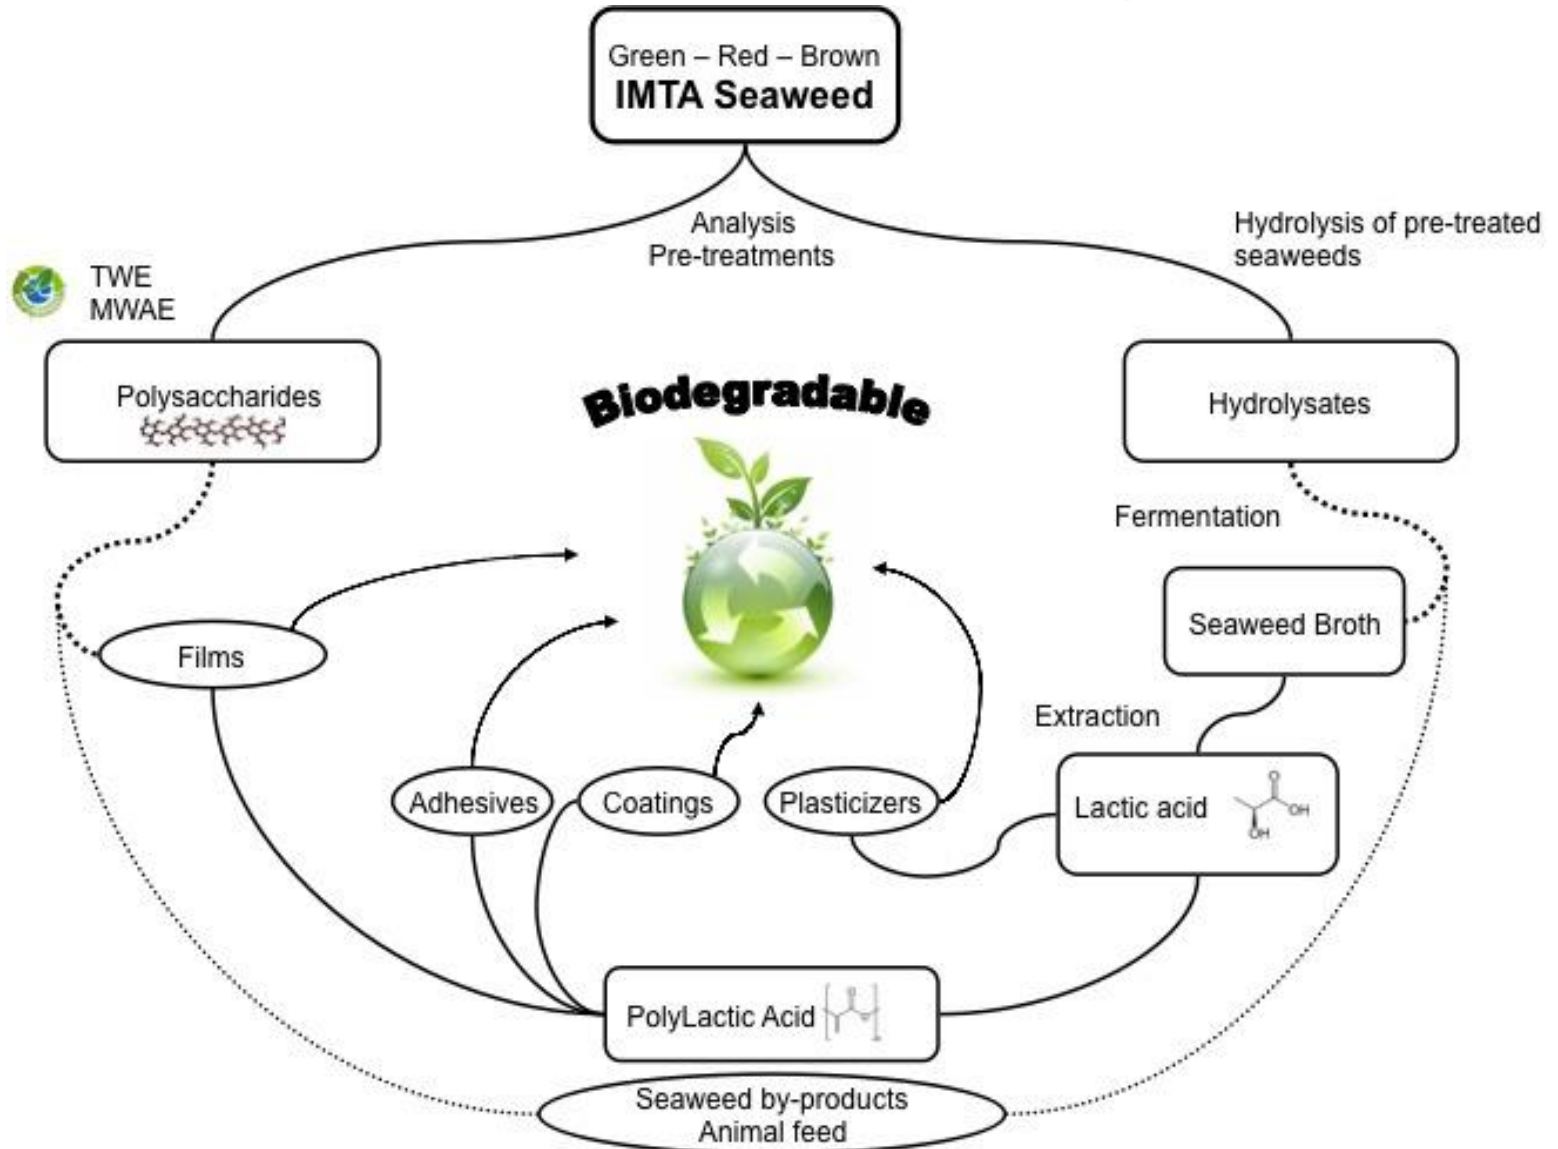 Green – Red – Brown
IMTA Seaweed
Analysis
Pre-treatments
Hydrolysis of pre-treated
seaweeds
TWE
MWAE
Polysaccharides
Biodegradable
Hydrolysates
Fermentation
Seaweed Broth
Films
Extraction
Adhesives
Coatings
Plasticizers
Lactic acid
O
OH
OH
PolyLactic Acid
Seaweed by-products
Animal feed